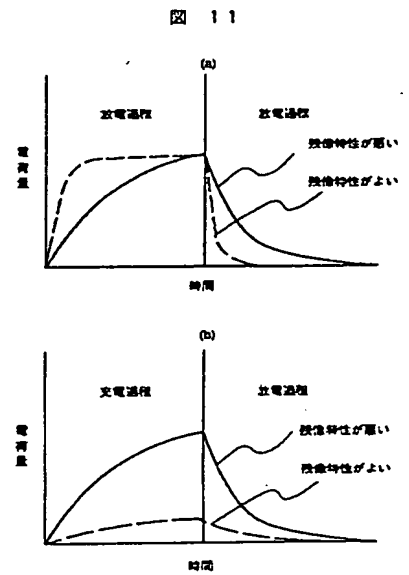 図 11
(a)
放電過程 放電過程
残像特性が悪い
残像特性がよい
電荷量
時間
(b)
充電過程 放電過程
残像特性が悪い
残像特性がよい
電荷量
時間